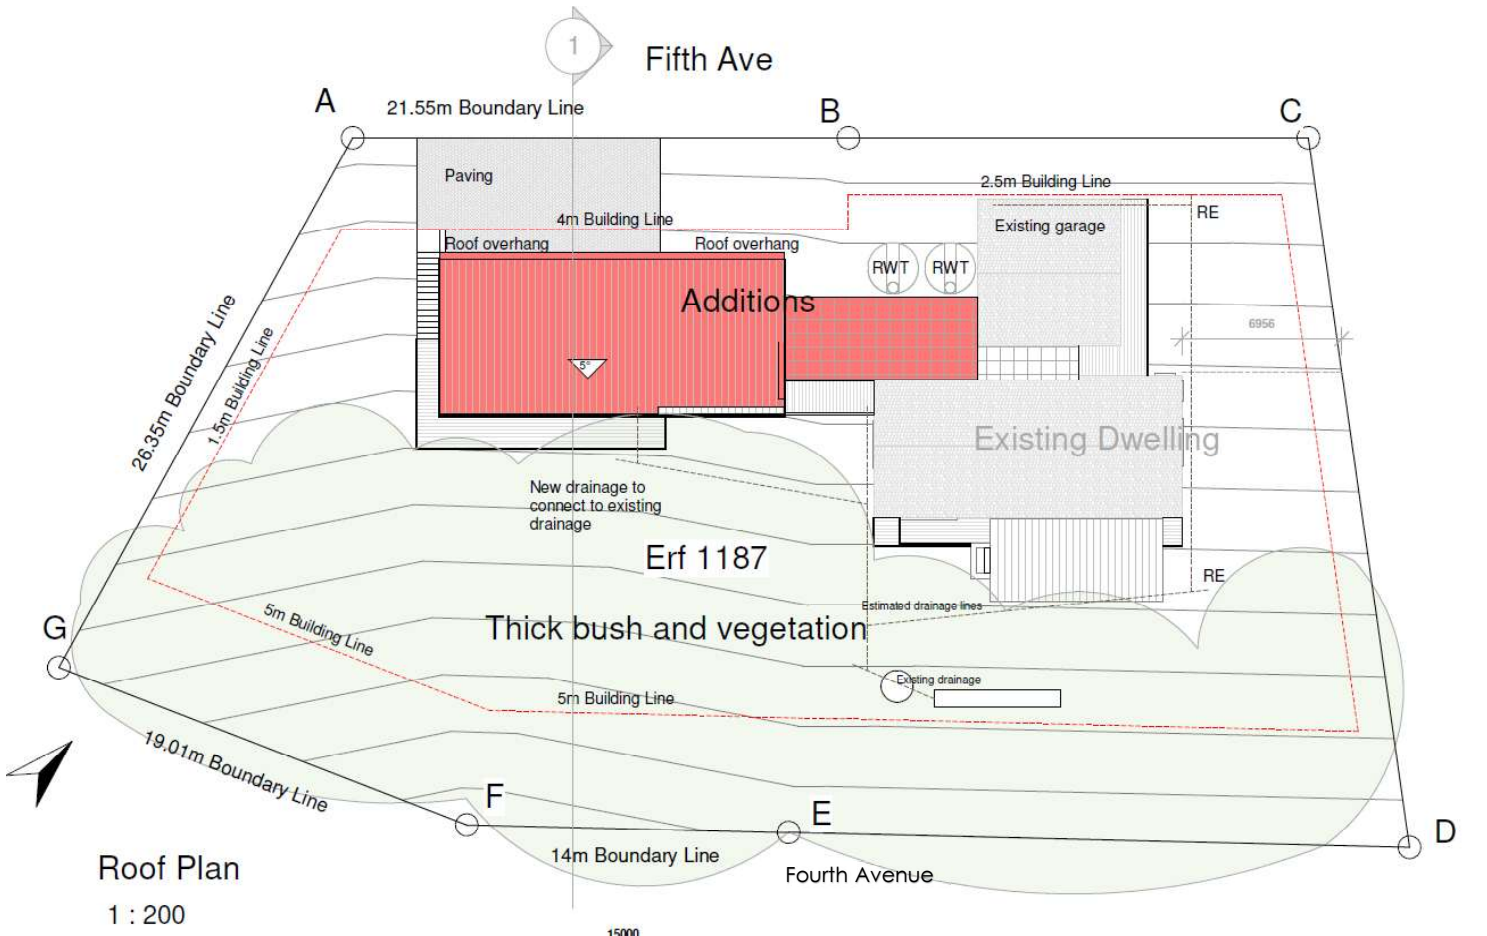 1
Fifth Ave
A
21.55m Boundary Line
B
C
Paving
2.5m Building Line
4m Building Line
RE
Existing garage
Roof overhang
Roof overhang
RWT
RWT
Additions
6956
26.35m Boundary Line
1.5m Building Line
5°
Existing Dwelling
New drainage to
connect to existing
drainage
Erf 1187
RE
Estimated drainage lines
5m Building Line
G
Thick bush and vegetation
Existing drainage
5m Building Line
19.01m Boundary Line
F
E
D
14m Boundary Line
Fourth Avenue
Roof Plan
1 : 200
15000